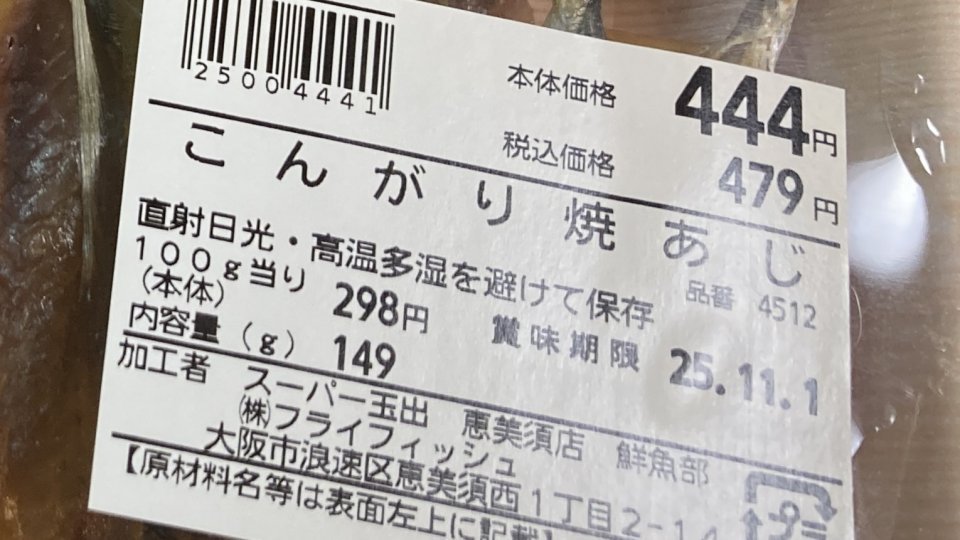 25004441
本体価格 444円
税込価格 479円
こんがり焼あじ
直射日光・高温多湿を避けて保存
品番 4512
100g当り
(本体) 298円
賞味期限 25.11.1
内容量(g) 149
加工者 スーパー玉出 恵美須店 鮮魚部
㈱フライフィッシュ
大阪市浪速区恵美須西1丁目2-1
【原材料名等は表面左上に記載】